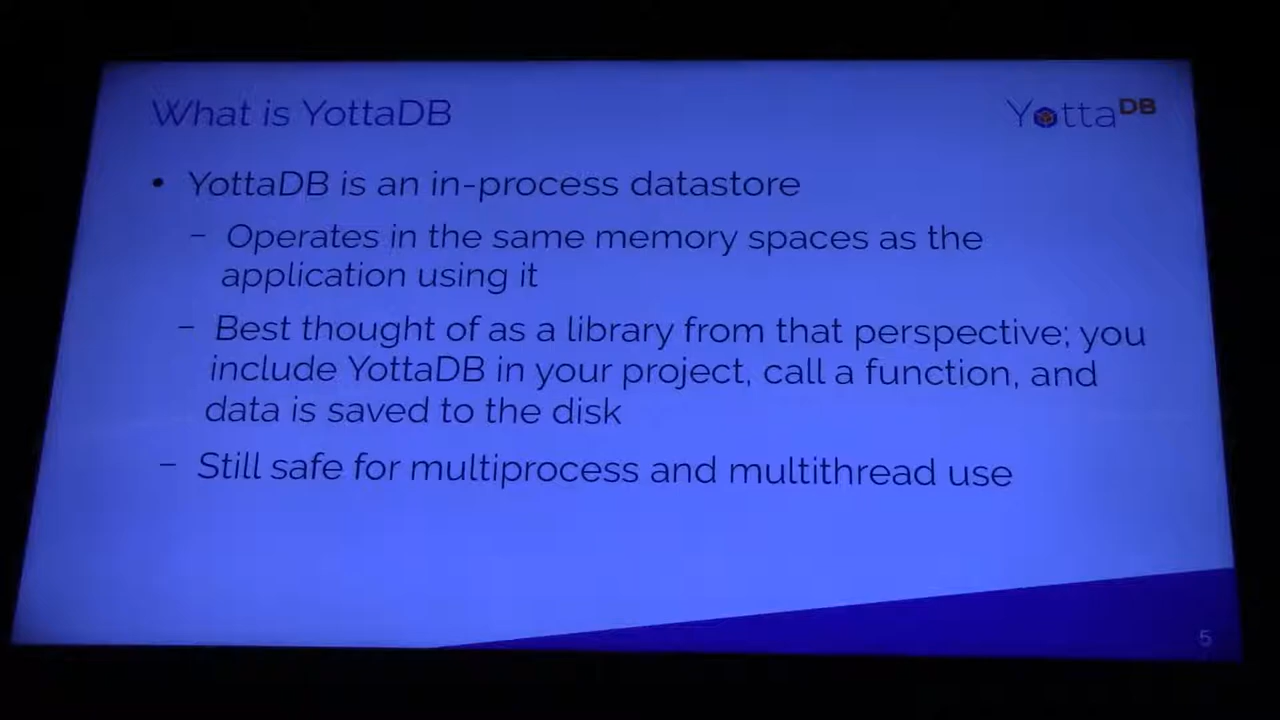 What is YottaDB
YottaDB
• YottaDB is an in-process datastore
– Operates in the same memory spaces as the
application using it
– Best thought of as a library from that perspective; you
include YottaDB in your project, call a function, and
data is saved to the disk
– Still safe for multiprocess and multithread use
5